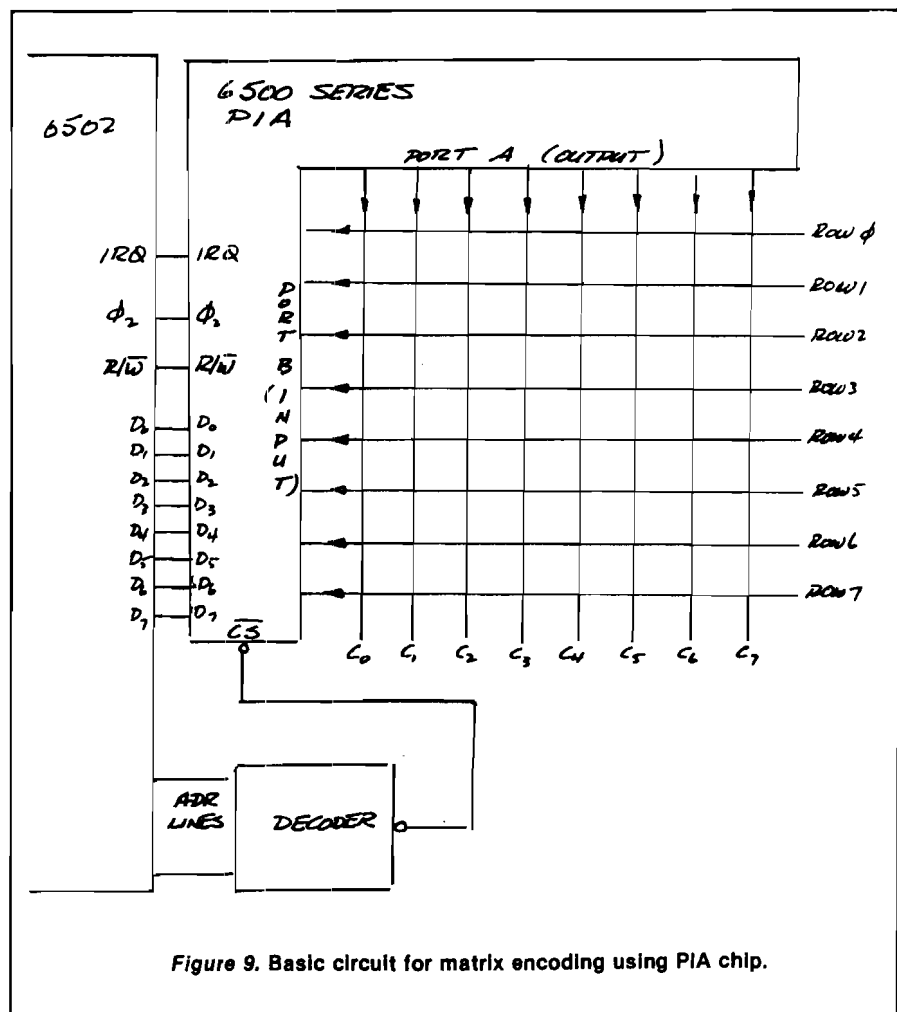 6500 SERIES
PIA
6502
PORT A (OUTPUT)
ROW φ
IRQ IRQ
ROW 1
PORT B (INPUT)
Φ₂ Φ₂
ROW 2
R/W̅ R/W̅
ROW 3
D₀ D₀
ROW 4
D₁ D₁
D₂ D₂
ROW 5
D₃ D₃
D₄ D₄
ROW 6
D₅ D₅
D₆ D₆
ROW 7
D₇ D₇
C̅S̅
C₀ C₁ C₂ C₃ C₄ C₅ C₆ C₇
ADR
LINES
DECODER
Figure 9. Basic circuit for matrix encoding using PIA chip.